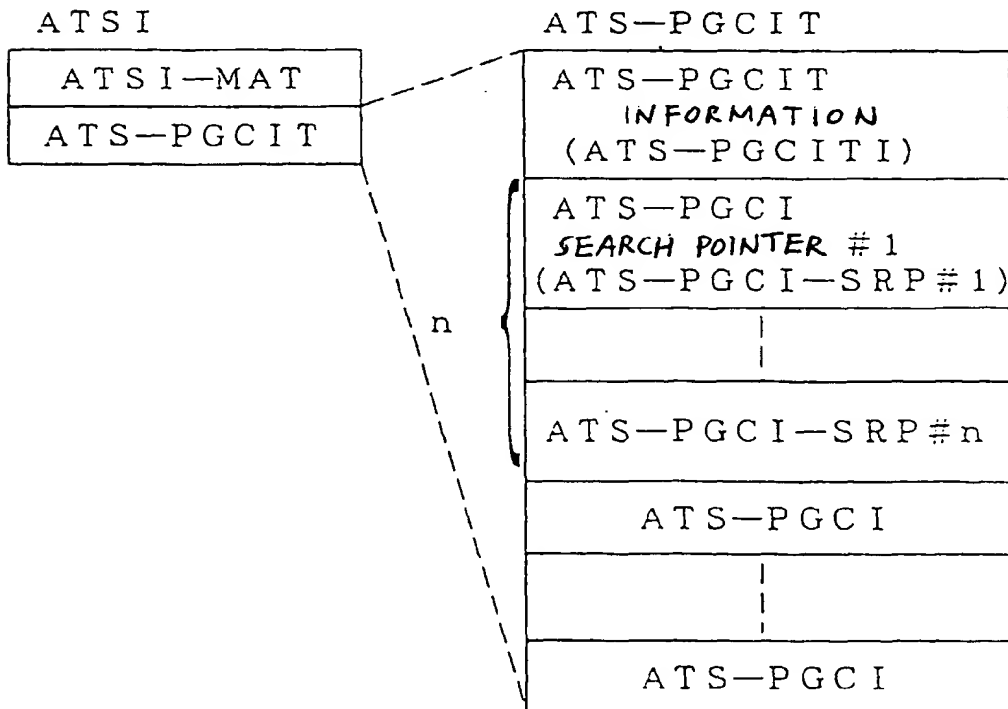 ATSI
ATSI—MAT
ATS—PGCIT
n
ATS—PGCIT
ATS—PGCIT
INFORMATION
(ATS—PGCITI)
ATS—PGCI
SEARCH POINTER #1
(ATS—PGCI—SRP#1)
ATS—PGCI—SRP#n
ATS—PGCI
ATS—PGCI